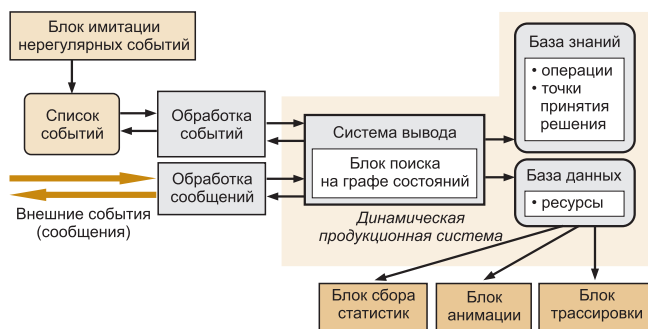 Блок имитации
нерегулярных событий
Список
событий
Обработка
событий
Внешние события
(сообщения)
Обработка
сообщений
Система вывода
Блок поиска
на графе состояний
Динамическая
продукционная система
База знаний
• операции
• точки
принятия
решения
База данных
• ресурсы
Блок сбора
статистик
Блок
анимации
Блок
трассировки